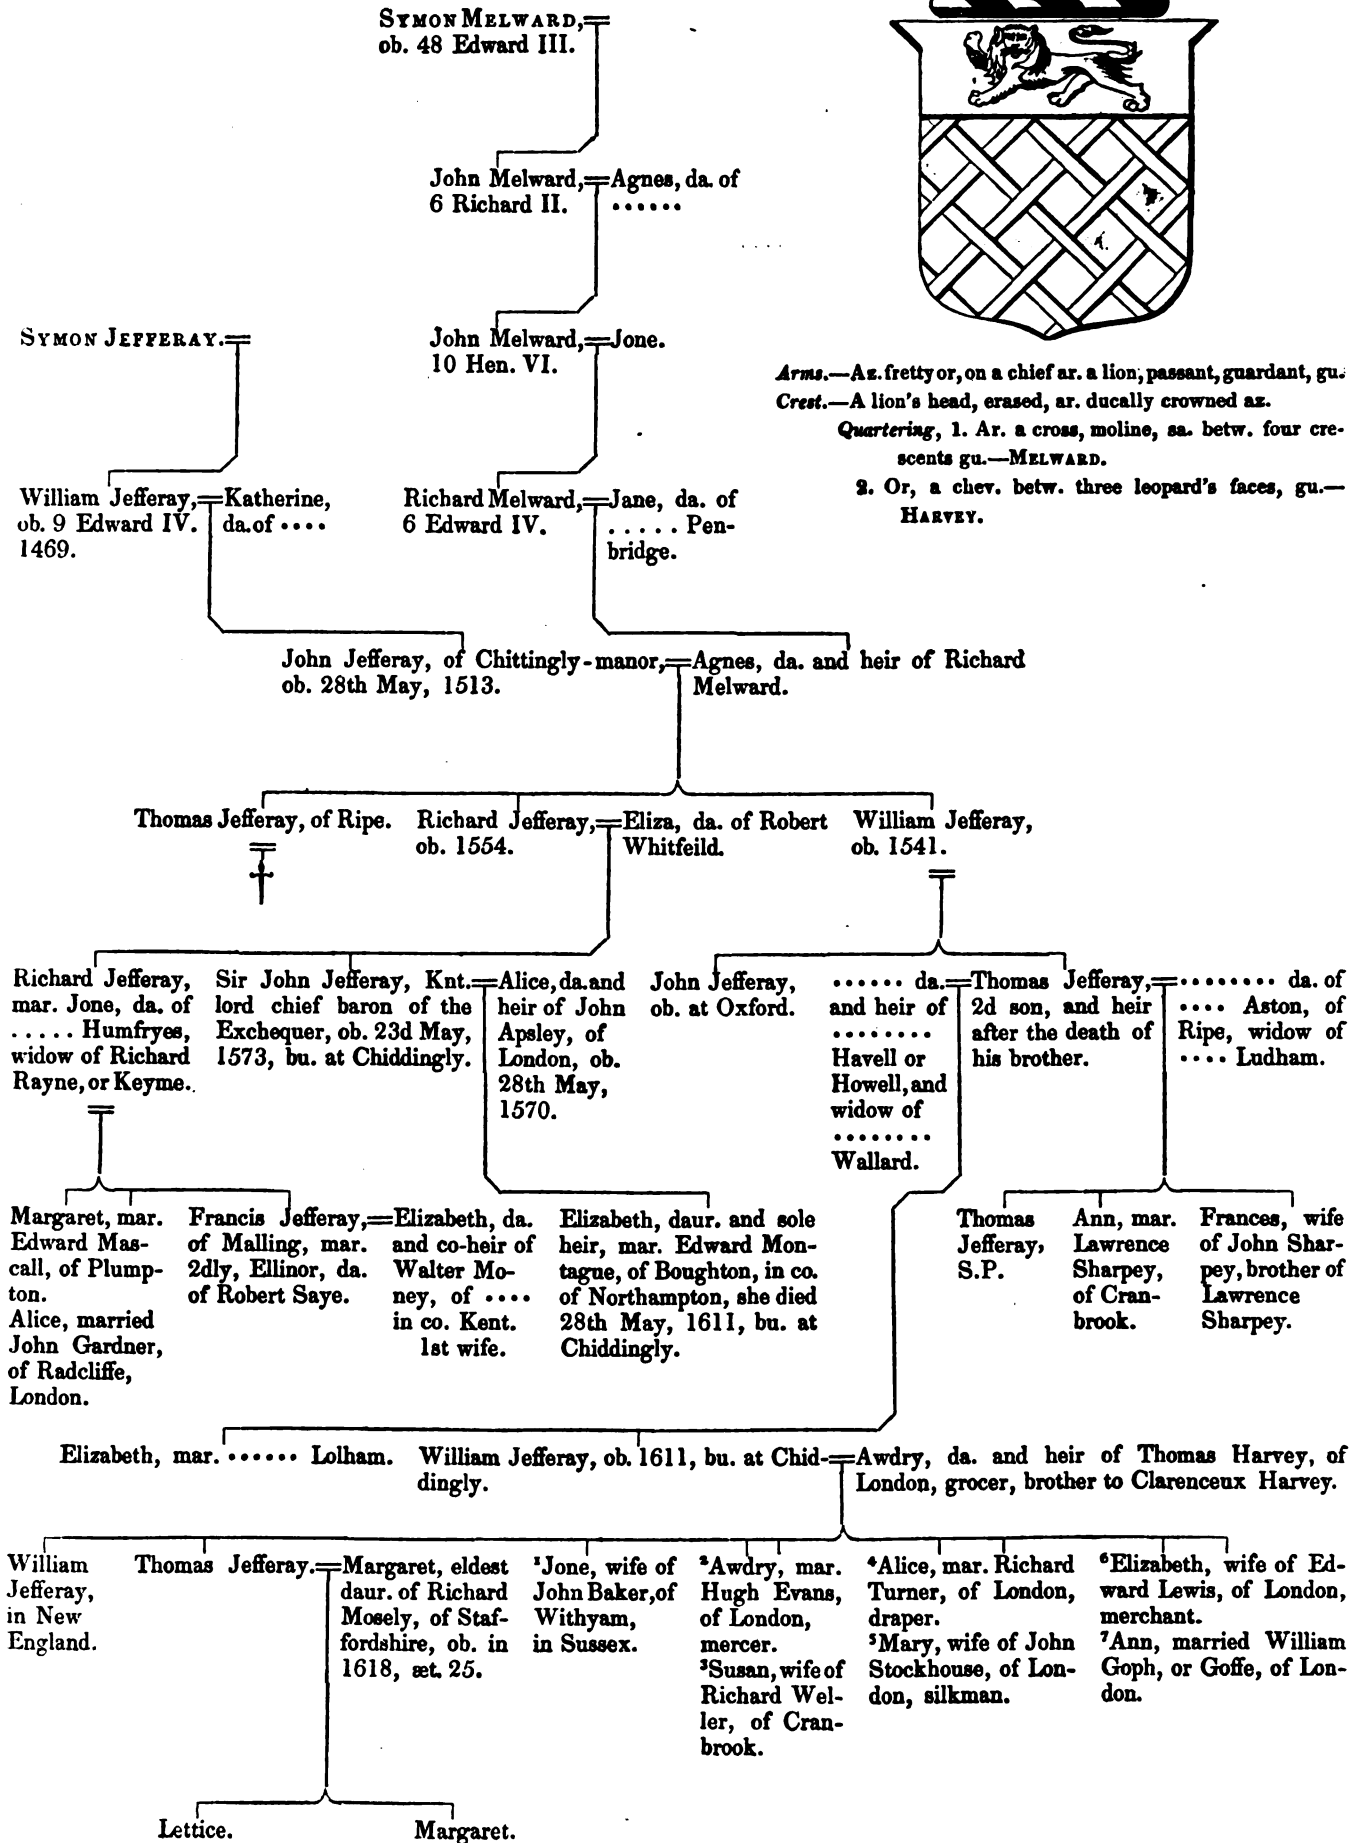 SYMON MELWARD,
ob. 48 Edward III.
John Melward,
6 Richard II.
Agnes, da. of
......
SYMON JEFFERAY.
John Melward,
10 Hen. VI.
Jone.
Arms.—Az. fretty or, on a chief ar. a lion, passant, guardant, gu.
Crest.—A lion's head, erased, ar. ducally crowned az.
Quartering, 1. Ar. a cross, moline, sa. betw. four cre-
scents gu.—MELWARD.
2. Or, a chev. betw. three leopard's faces, gu.—
HARVEY.
William Jefferay,
ob. 9 Edward IV.
1469.
Katherine,
da. of ....
Richard Melward,
6 Edward IV.
Jane, da. of
..... Pen-
bridge.
John Jefferay, of Chittingly-manor,
ob. 28th May, 1513.
Agnes, da. and heir of Richard
Melward.
Thomas Jefferay, of Ripe.
Richard Jefferay,
ob. 1554.
Eliza, da. of Robert
Whitfeild.
William Jefferay,
ob. 1541.
Richard Jefferay,
mar. Jone, da. of
..... Humfryes,
widow of Richard
Rayne, or Keyme.
Sir John Jefferay, Knt.
lord chief baron of the
Exchequer, ob. 23d May,
1573, bu. at Chiddingly.
Alice, da. and
heir of John
Apsley, of
London, ob.
28th May,
1570.
John Jefferay,
ob. at Oxford.
...... da.
and heir of
........
Havell or
Howell, and
widow of
........
Wallard.
Thomas Jefferay,
2d son, and heir
after the death of
his brother.
........ da. of
.... Aston, of
Ripe, widow of
.... Ludham.
Margaret, mar.
Edward Mas-
call, of Plump-
ton.
Alice, married
John Gardner,
of Radcliffe,
London.
Francis Jefferay,
of Malling, mar.
2dly, Ellinor, da.
of Robert Saye.
Elizabeth, da.
and co-heir of
Walter Mo-
ney, of ....
in co. Kent.
1st wife.
Elizabeth, daur. and sole
heir, mar. Edward Mon-
tague, of Boughton, in co.
of Northampton, she died
28th May, 1611, bu. at
Chiddingly.
Thomas
Jefferay,
S.P.
Ann, mar.
Lawrence
Sharpey,
of Cran-
brook.
Frances, wife
of John Shar-
pey, brother of
Lawrence
Sharpey.
Elizabeth, mar. ...... Lolham.
William Jefferay, ob. 1611, bu. at Chid-
dingly.
Awdry, da. and heir of Thomas Harvey, of
London, grocer, brother to Clarenceux Harvey.
William
Jefferay,
in New
England.
Thomas Jefferay.
Margaret, eldest
daur. of Richard
Mosely, of Staf-
fordshire, ob. in
1618, æt. 25.
¹Jone, wife of
John Baker, of
Withyam,
in Sussex.
²Awdry, mar.
Hugh Evans,
of London,
mercer.
³Susan, wife of
Richard Wel-
ler, of Cran-
brook.
⁴Alice, mar. Richard
Turner, of London,
draper.
⁵Mary, wife of John
Stockhouse, of Lon-
don, silkman.
⁶Elizabeth, wife of Ed-
ward Lewis, of London,
merchant.
⁷Ann, married William
Goph, or Goffe, of Lon-
don.
Lettice.
Margaret.